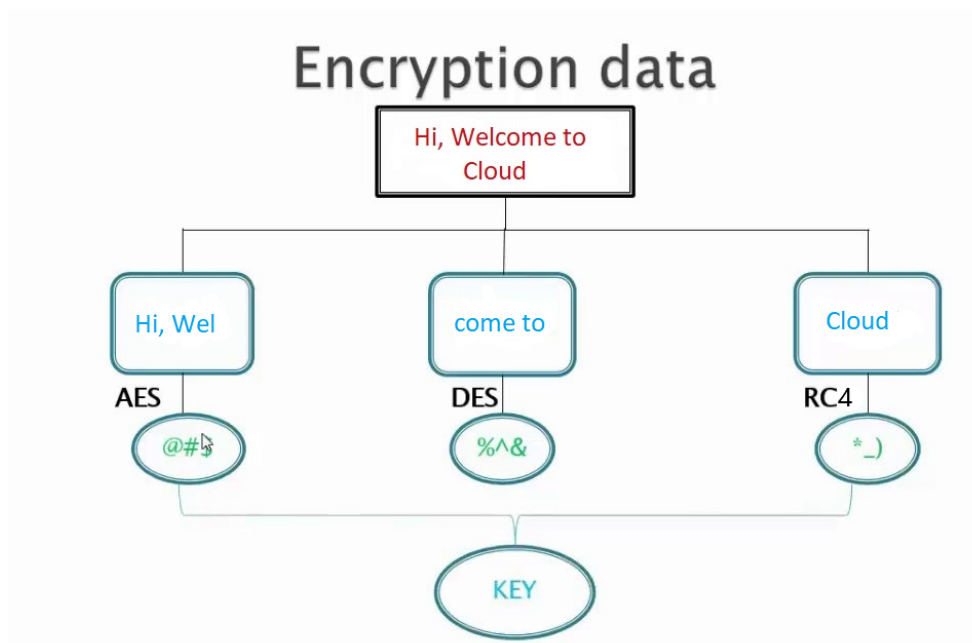 Encryption data
Hi, Welcome to
Cloud
Hi, Wel
come to
Cloud
AES
DES
RC4
@#$
%^&
*_)
KEY